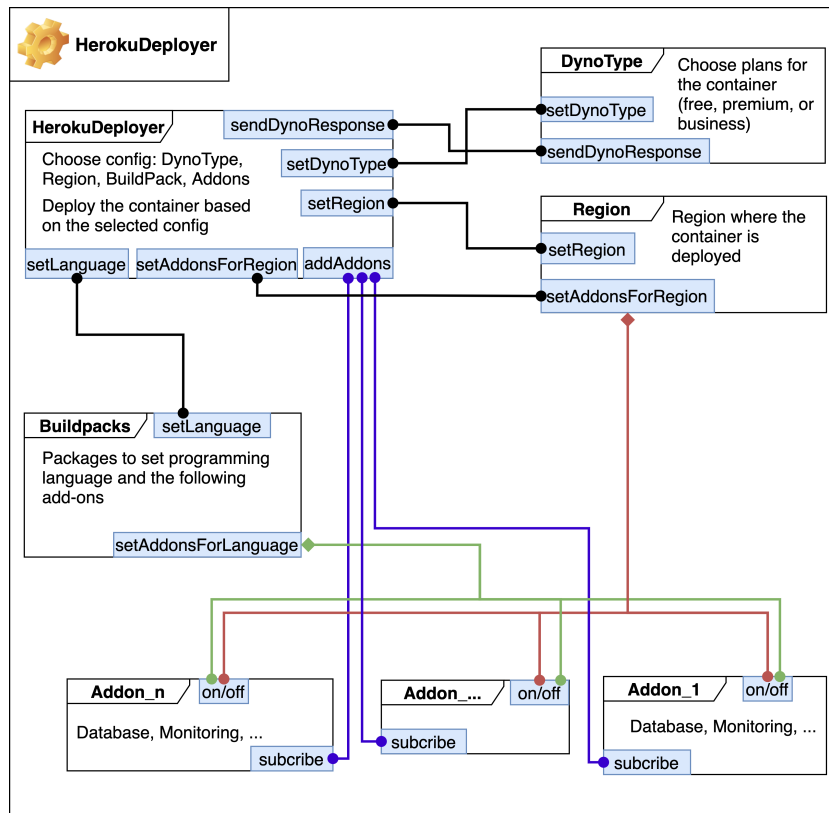 HerokuDeployer
HerokuDeployer
sendDynoResponse
Choose config: DynoType,
Region, BuildPack, Addons
setDynoType
Deploy the container based
on the selected config
setRegion
setLanguage
setAddonsForRegion
addAddons
DynoType
Choose plans for
the container
(free, premium, or
business)
setDynoType
sendDynoResponse
Region
Region where the
container is
deployed
setRegion
setAddonsForRegion
Buildpacks
setLanguage
Packages to set programming
language and the following
add-ons
setAddonsForLanguage
Addon_n
on/off
Database, Monitoring, ...
subcribe
Addon_...
on/off
subcribe
Addon_1
on/off
Database, Monitoring, ...
subcribe